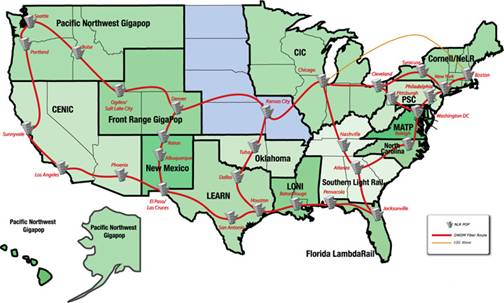 Seattle
Pacific Northwest Gigapop
Portland
Boise
CIC
Chicago
Cleveland
Syracuse
Cornell/NeLR
New York
Boston
Philadelphia
Pittsburgh
PSC
Washington DC
MATP
Raleigh
North
Carolina
CENIC
Ogden/
Salt Lake City
Denver
Front Range GigaPop
Kansas City
Sunnyvale
Raton
Albuquerque
New Mexico
Tulsa
Oklahoma
Nashville
Atlanta
Southern Light Rail
Los Angeles
Phoenix
El Paso/
Las Cruces
LEARN
Dallas
Houston
San Antonio
LONI
Baton Rouge
Pensacola
Jacksonville
Florida LambdaRail
Pacific Northwest
Gigapop
Pacific Northwest
Gigapop
NLR POP
DWDM Fiber Route